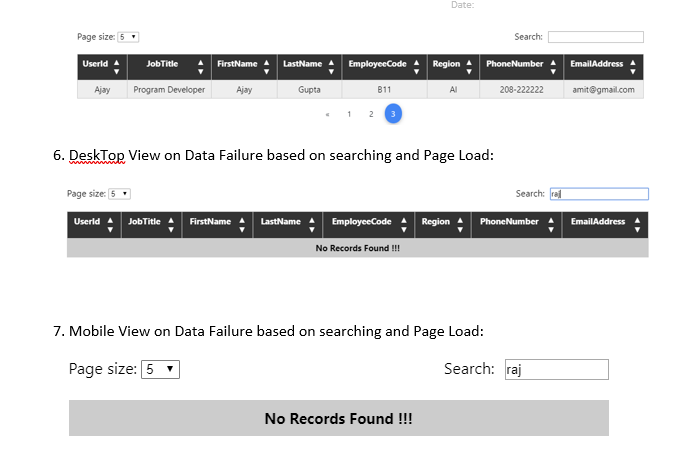 Date:
Page size: 5 Search:
UserId JobTitle FirstName LastName EmployeeCode Region PhoneNumber EmailAddress
Ajay Program Developer Ajay Gupta B11 AI 208-222222 amit@gmail.com
« 1 2 3
6. DeskTop View on Data Failure based on searching and Page Load:
Page size: 5 Search: raj
UserId JobTitle FirstName LastName EmployeeCode Region PhoneNumber EmailAddress
No Records Found !!!
7. Mobile View on Data Failure based on searching and Page Load:
Page size: 5 Search: raj
No Records Found !!!